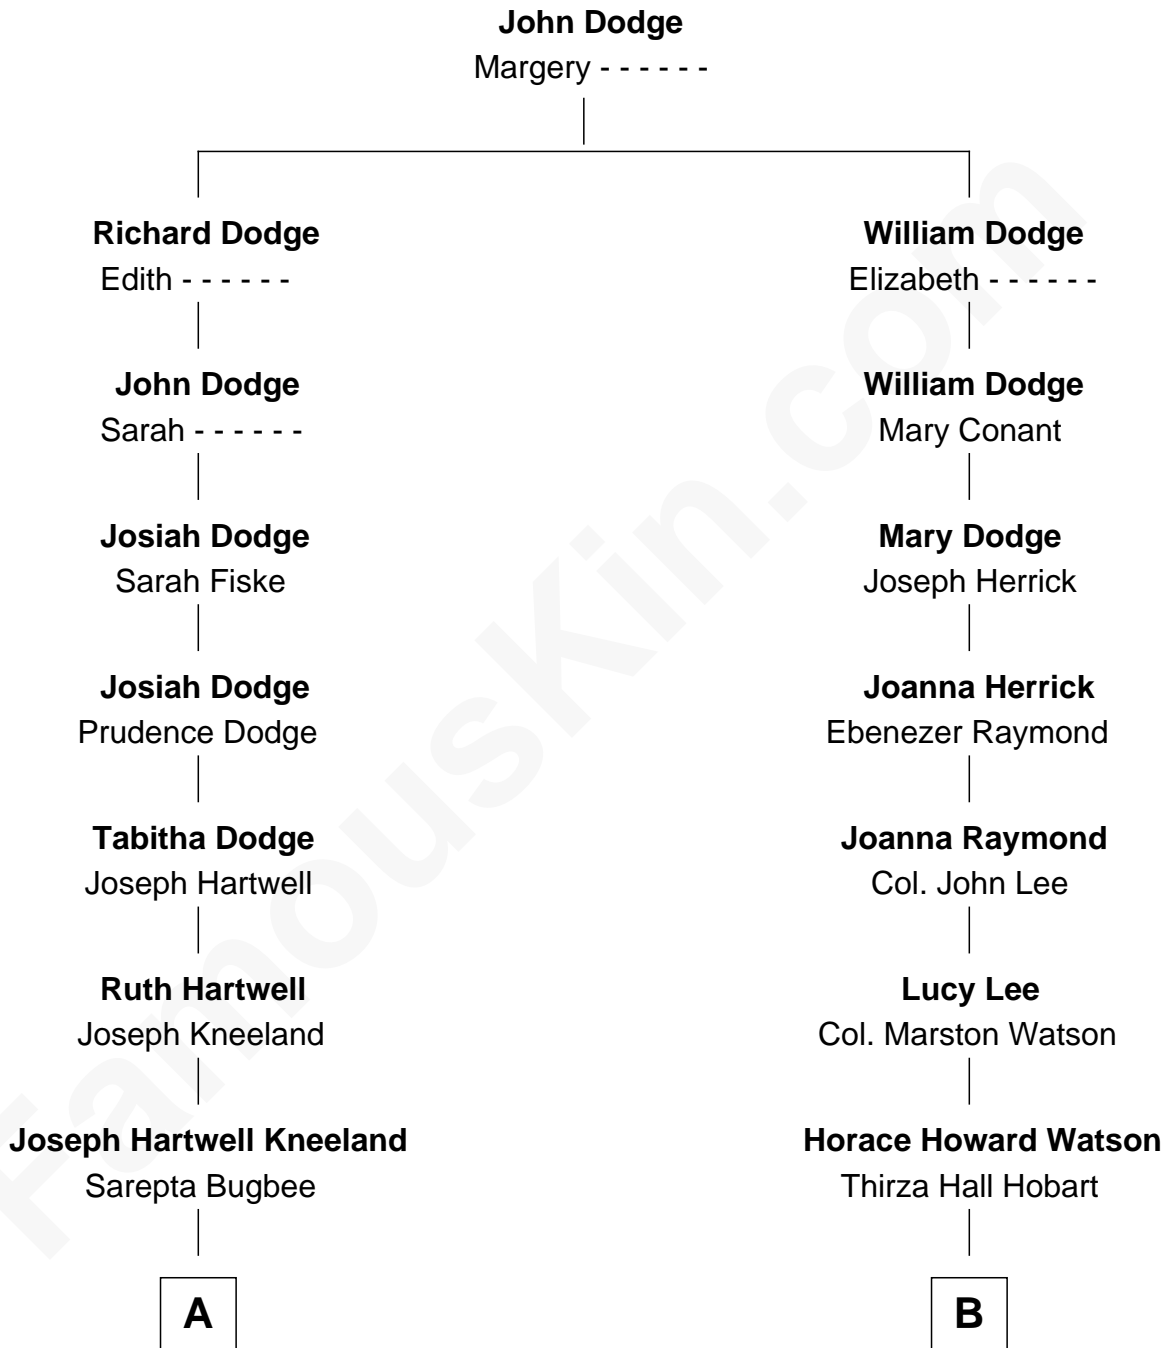 John Dodge
Margery - - - - - -
Richard Dodge
Edith - - - - - -
William Dodge
Elizabeth - - - - - -
John Dodge
Sarah - - - - - -
William Dodge
Mary Conant
Josiah Dodge
Sarah Fiske
Mary Dodge
Joseph Herrick
Josiah Dodge
Prudence Dodge
Joanna Herrick
Ebenezer Raymond
Tabitha Dodge
Joseph Hartwell
Joanna Raymond
Col. John Lee
Ruth Hartwell
Joseph Kneeland
Lucy Lee
Col. Marston Watson
Joseph Hartwell Kneeland
Sarepta Bugbee
Horace Howard Watson
Thirza Hall Hobart
A
B
FamousKin.com